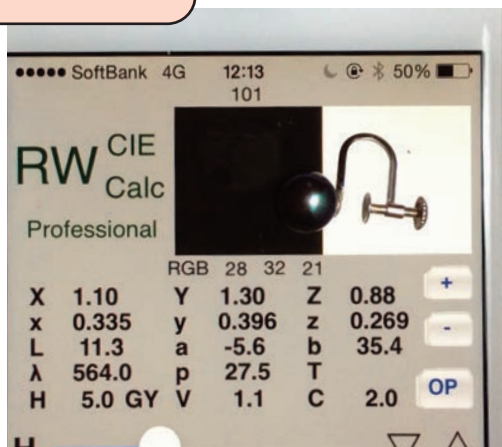 ●●●●● SoftBank 4G 12:13 50%
101
RW CIE
Calc
Professional
RGB 28 32 21
X 1.10 Y 1.30 Z 0.88 +
x 0.335 y 0.396 z 0.269 -
L 11.3 a -5.6 b 35.4
λ 564.0 p 27.5 T
H 5.0 GY V 1.1 C 2.0 OP
H